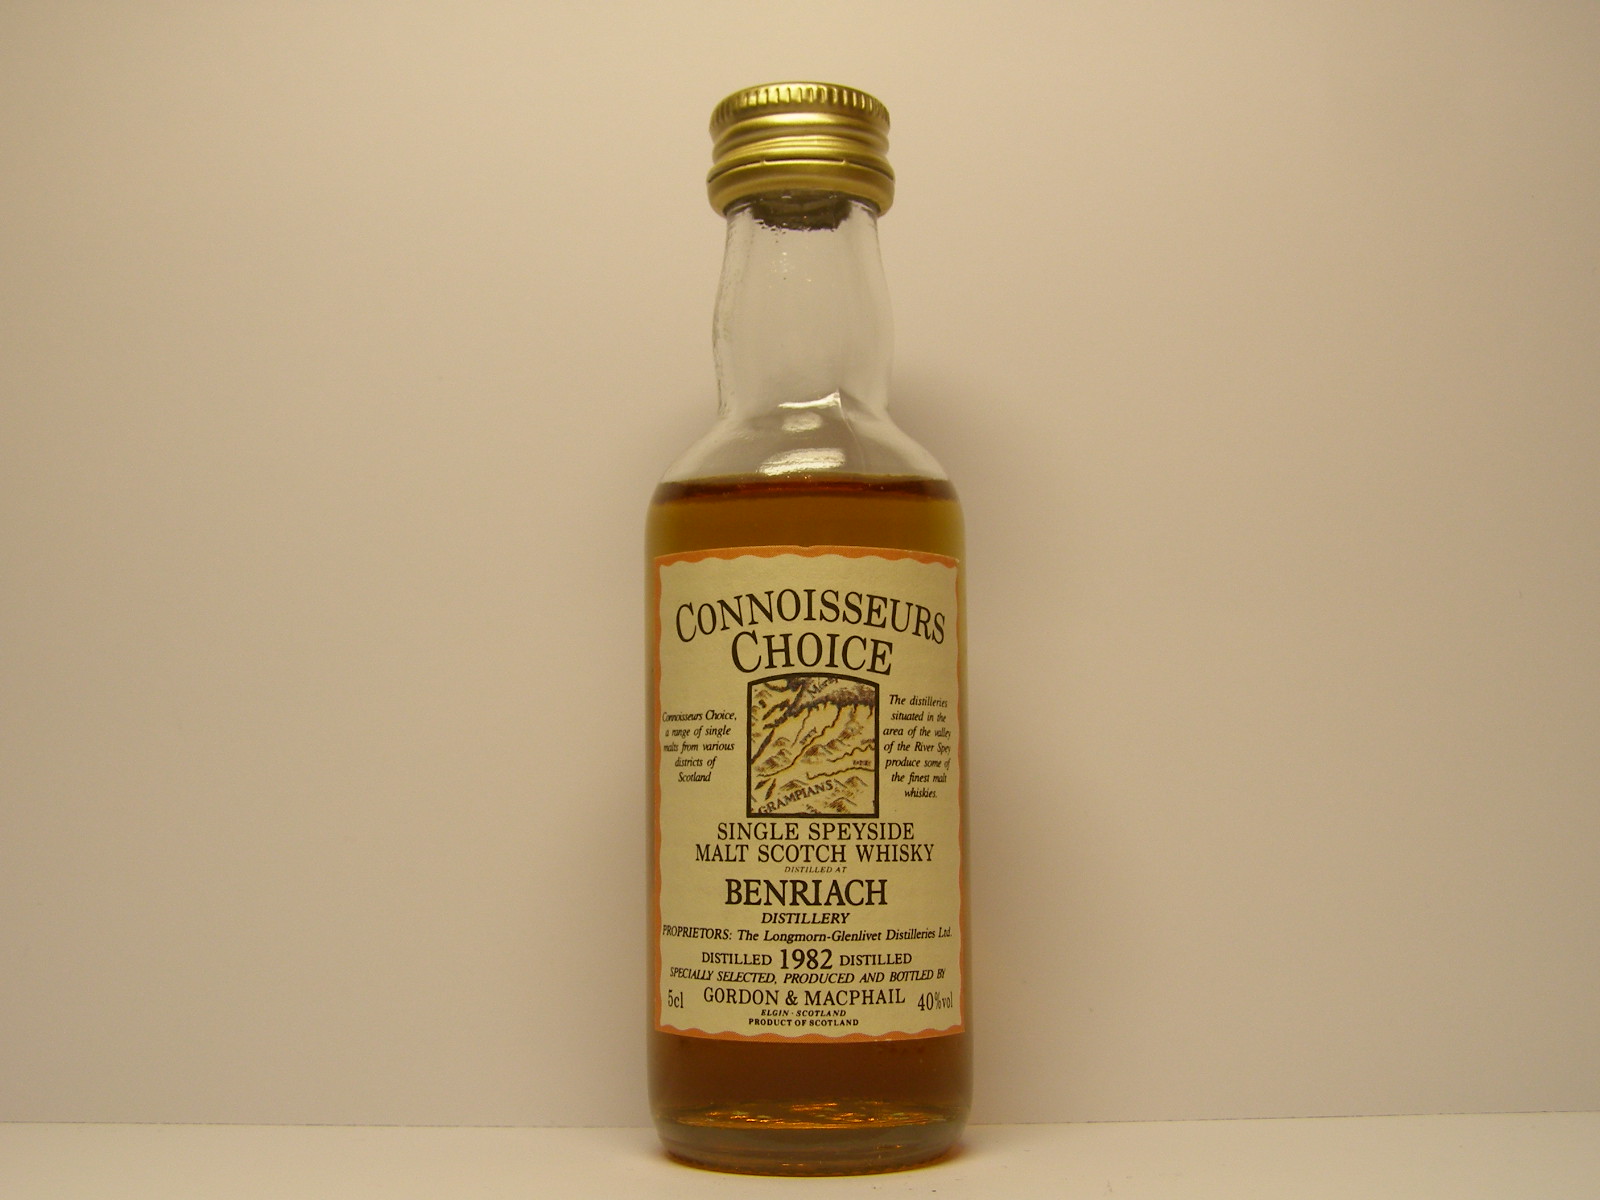 CONNOISSEURS
CHOICE
Connoisseurs Choice,
a range of single
malts from various
districts of
Scotland
Moray
SPEY
GRAMPIANS
The distilleries
situated in the
area of the valley
of the River Spey
produce some of
the finest malt
whiskies.
SINGLE SPEYSIDE
MALT SCOTCH WHISKY
DISTILLED AT
BENRIACH
DISTILLERY
PROPRIETORS: The Longmorn-Glenlivet Distilleries Ltd.
DISTILLED 1982 DISTILLED
SPECIALLY SELECTED, PRODUCED AND BOTTLED BY
5cl GORDON & MACPHAIL 40%vol
ELGIN · SCOTLAND
PRODUCT OF SCOTLAND